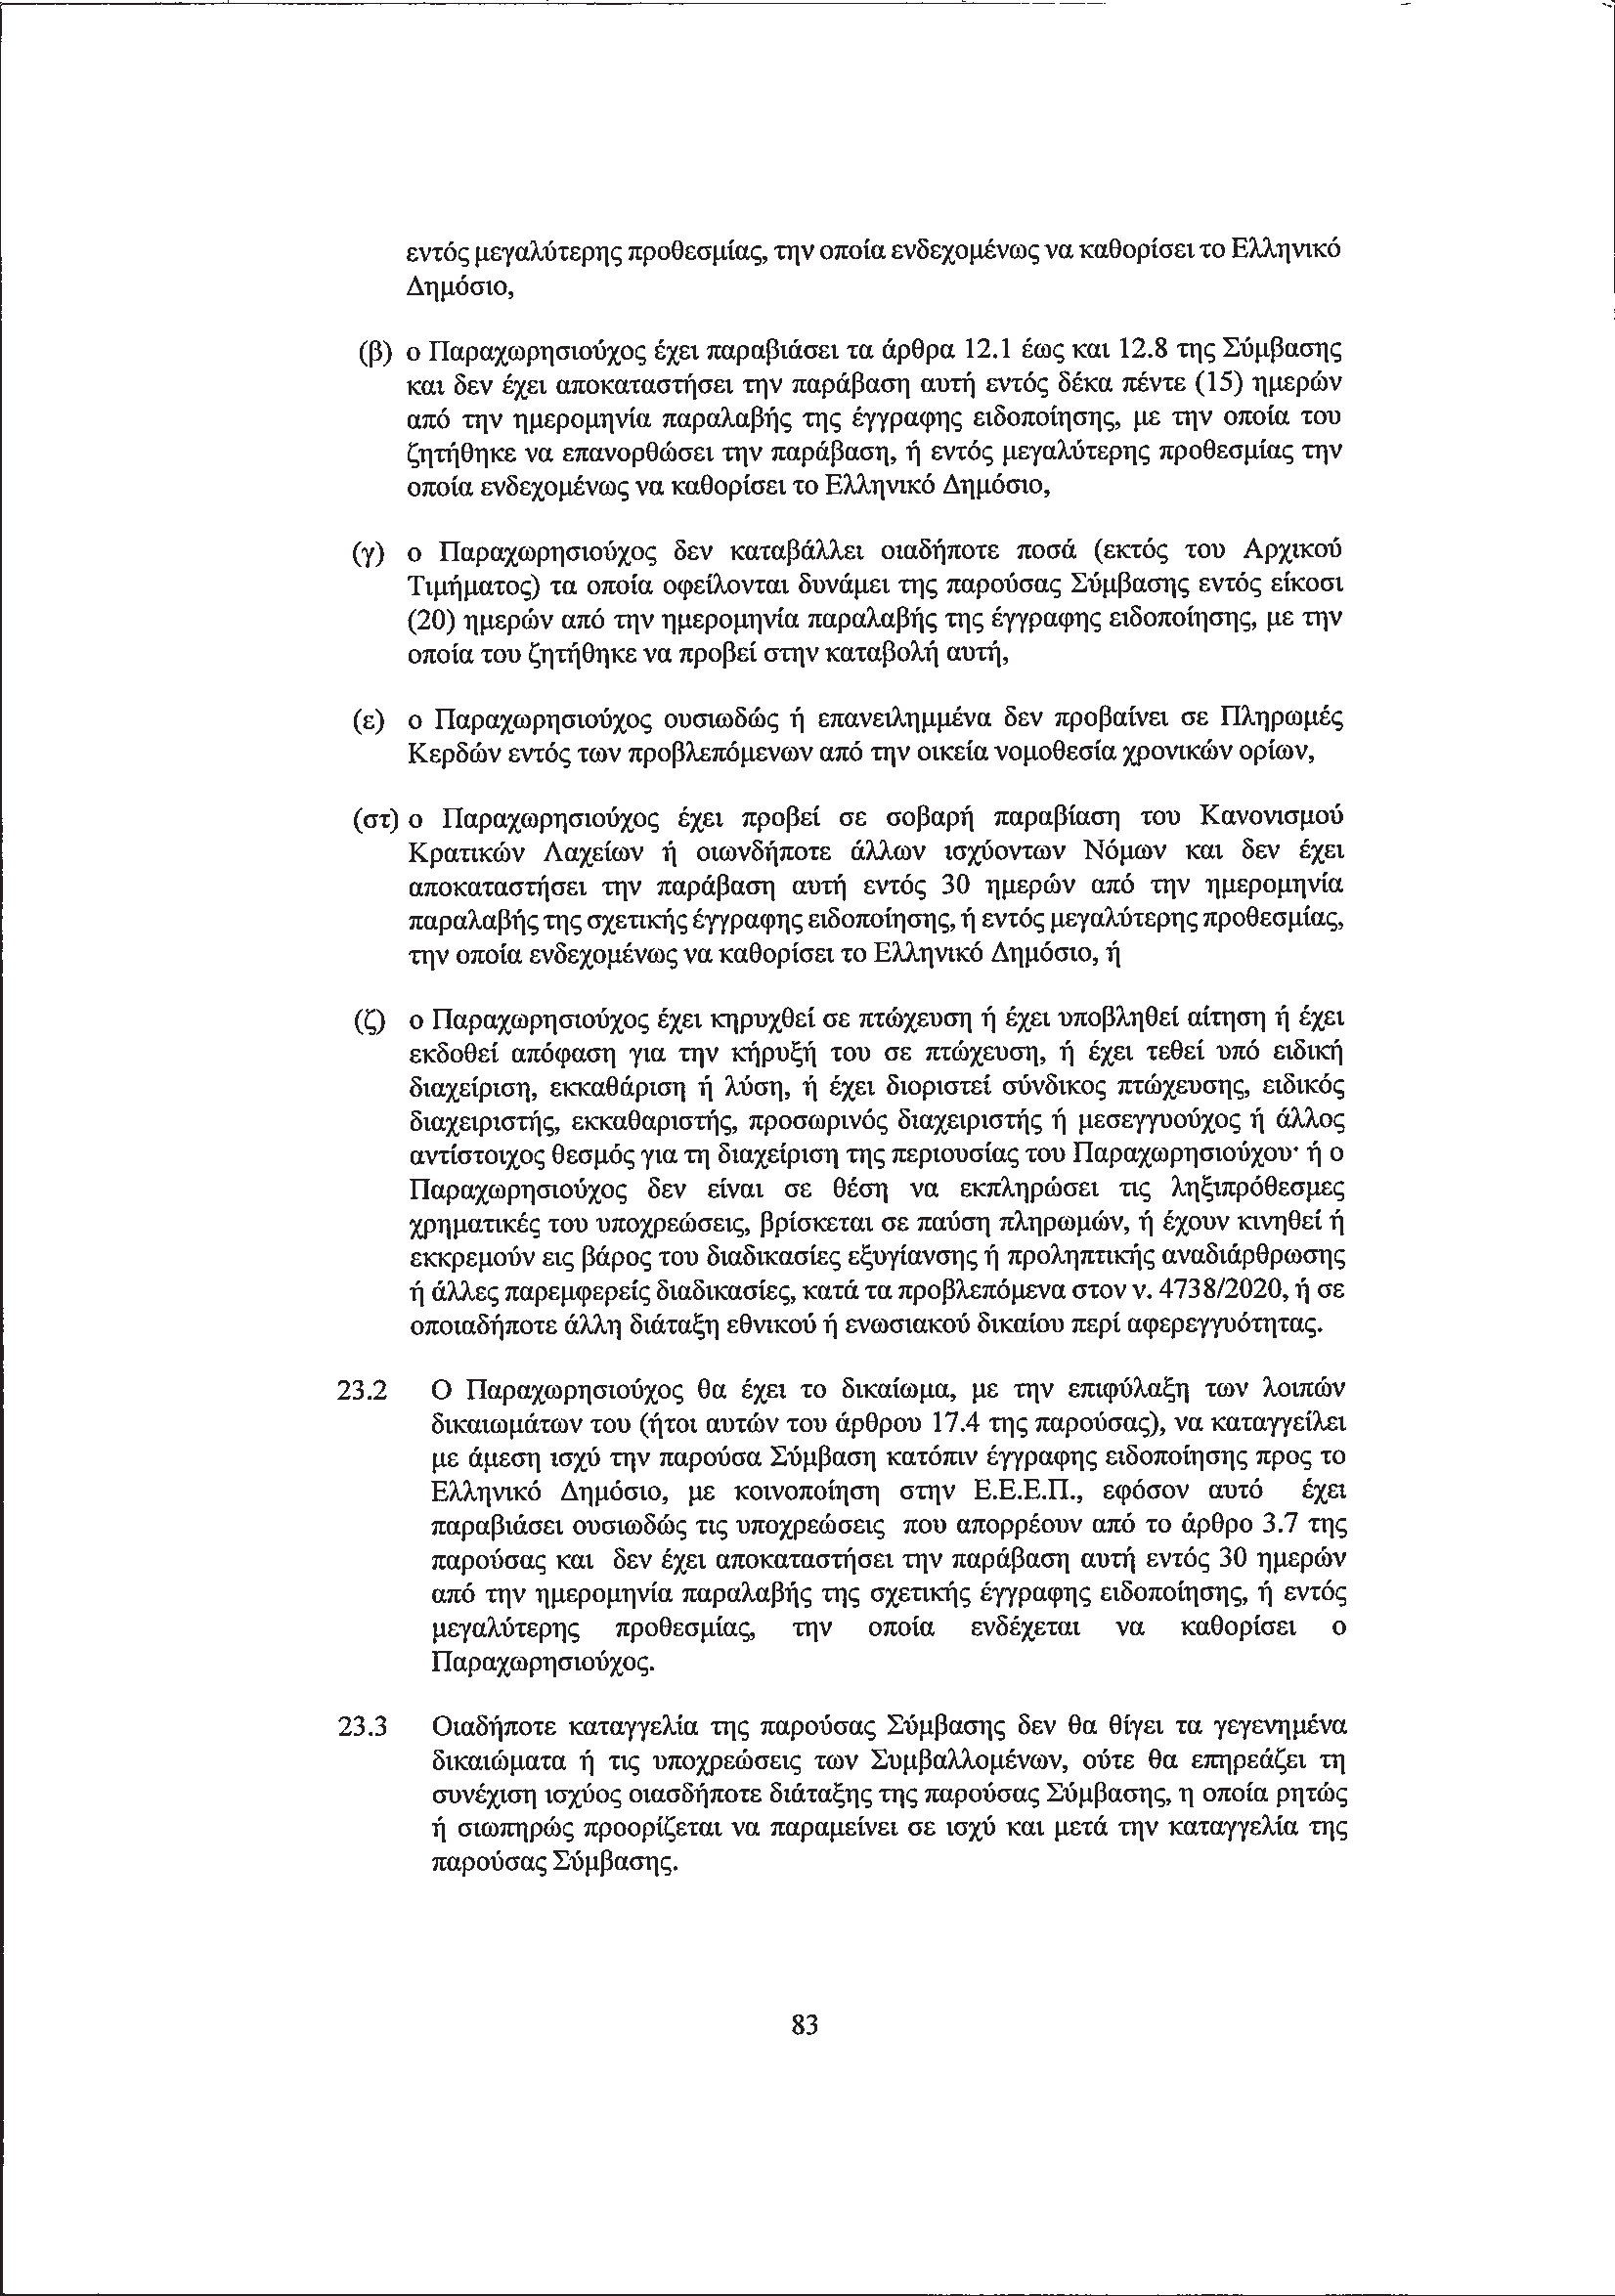 εντός μεγαλύτερης προθεσμίας, την οποία ενδεχομένως να καθορίσει το Ελληνικό
Δημόσιο,
(β) ο Παραχωρησιούχος έχει παραβιάσει τα άρθρα 12.1 έως και 12.8 της Σύμβασης
και δεν έχει αποκαταστήσει την παράβαση αυτή εντός δέκα πέντε (15) ημερών
από την ημερομηνία παραλαβής της έγγραφης ειδοποίησης, με την οποία του
ζητήθηκε να επανορθώσει την παράβαση, ή εντός μεγαλύτερης προθεσμίας την
οποία ενδεχομένως να καθορίσει το Ελληνικό Δημόσιο,
(γ) ο Παραχωρησιούχος δεν καταβάλλει οιαδήποτε ποσά (εκτός του Αρχικού
Τιμήματος) τα οποία οφείλονται δυνάμει της παρούσας Σύμβασης εντός είκοσι
(20) ημερών από την ημερομηνία παραλαβής της έγγραφης ειδοποίησης, με την
οποία του ζητήθηκε να προβεί στην καταβολή αυτή,
(ε) ο Παραχωρησιούχος ουσιωδώς ή επανειλημμένα δεν προβαίνει σε Πληρωμές
Κερδών εντός των προβλεπόμενων από την οικεία νομοθεσία χρονικών ορίων,
(στ) ο Παραχωρησιούχος έχει προβεί σε σοβαρή παραβίαση του Κανονισμού
Κρατικών Λαχείων ή οιωνδήποτε άλλων ισχύοντων Νόμων και δεν έχει
αποκαταστήσει την παράβαση αυτή εντός 30 ημερών από την ημερομηνία
παραλαβής της σχετικής έγγραφης ειδοποίησης, ή εντός μεγαλύτερης προθεσμίας,
την οποία ενδεχομένως να καθορίσει το Ελληνικό Δημόσιο, ή
(ζ) ο Παραχωρησιούχος έχει κηρυχθεί σε πτώχευση ή έχει υποβληθεί αίτηση ή έχει
εκδοθεί απόφαση για την κήρυξή του σε πτώχευση, ή έχει τεθεί υπό ειδική
διαχείριση, εκκαθάριση ή λύση, ή έχει διοριστεί σύνδικος πτώχευσης, ειδικός
διαχειριστής, εκκαθαριστής, προσωρινός διαχειριστής ή μεσεγγυούχος ή άλλος
αντίστοιχος θεσμός για τη διαχείριση της περιουσίας του Παραχωρησιούχου· ή ο
Παραχωρησιούχος δεν είναι σε θέση να εκπληρώσει τις ληξιπρόθεσμες
χρηματικές του υποχρεώσεις, βρίσκεται σε παύση πληρωμών, ή έχουν κινηθεί ή
εκκρεμούν εις βάρος του διαδικασίες εξυγίανσης ή προληπτικής αναδιάρθρωσης
ή άλλες παρεμφερείς διαδικασίες, κατά τα προβλεπόμενα στον ν. 4738/2020, ή σε
οποιαδήποτε άλλη διάταξη εθνικού ή ενωσιακού δικαίου περί αφερεγγυότητας.
23.2 Ο Παραχωρησιούχος θα έχει το δικαίωμα, με την επιφύλαξη των λοιπών
δικαιωμάτων του (ήτοι αυτών του άρθρου 17.4 της παρούσας), να καταγγείλει
με άμεση ισχύ την παρούσα Σύμβαση κατόπιν έγγραφης ειδοποίησης προς το
Ελληνικό Δημόσιο, με κοινοποίηση στην Ε.Ε.Ε.Π., εφόσον αυτό έχει
παραβιάσει ουσιωδώς τις υποχρεώσεις που απορρέουν από το άρθρο 3.7 της
παρούσας και δεν έχει αποκαταστήσει την παράβαση αυτή εντός 30 ημερών
από την ημερομηνία παραλαβής της σχετικής έγγραφης ειδοποίησης, ή εντός
μεγαλύτερης προθεσμίας, την οποία ενδέχεται να καθορίσει ο
Παραχωρησιούχος.
23.3 Οιαδήποτε καταγγελία της παρούσας Σύμβασης δεν θα θίγει τα γεγενημένα
δικαιώματα ή τις υποχρεώσεις των Συμβαλλομένων, ούτε θα επηρεάζει τη
συνέχιση ισχύος οιασδήποτε διάταξης της παρούσας Σύμβασης, η οποία ρητώς
ή σιωπηρώς προορίζεται να παραμείνει σε ισχύ και μετά την καταγγελία της
παρούσας Σύμβασης.
83